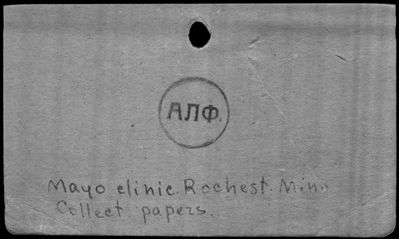 АЛФ.
Mayo clinic. Rochest. Minn.
Collect papers.